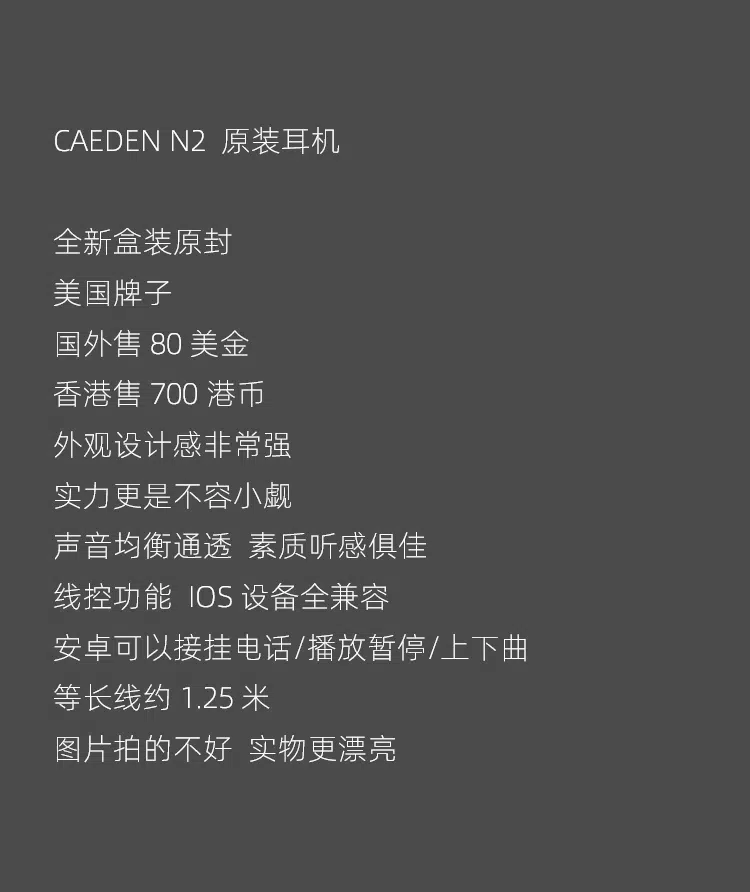 CAEDEN N2 原装耳机
全新盒装原封
美国牌子
国外售 80 美金
香港售 700 港币
外观设计感非常强
实力更是不容小觑
声音均衡通透 素质听感俱佳
线控功能 IOS 设备全兼容
安卓可以接挂电话/播放暂停/上下曲
等长线约 1.25 米
图片拍的不好 实物更漂亮